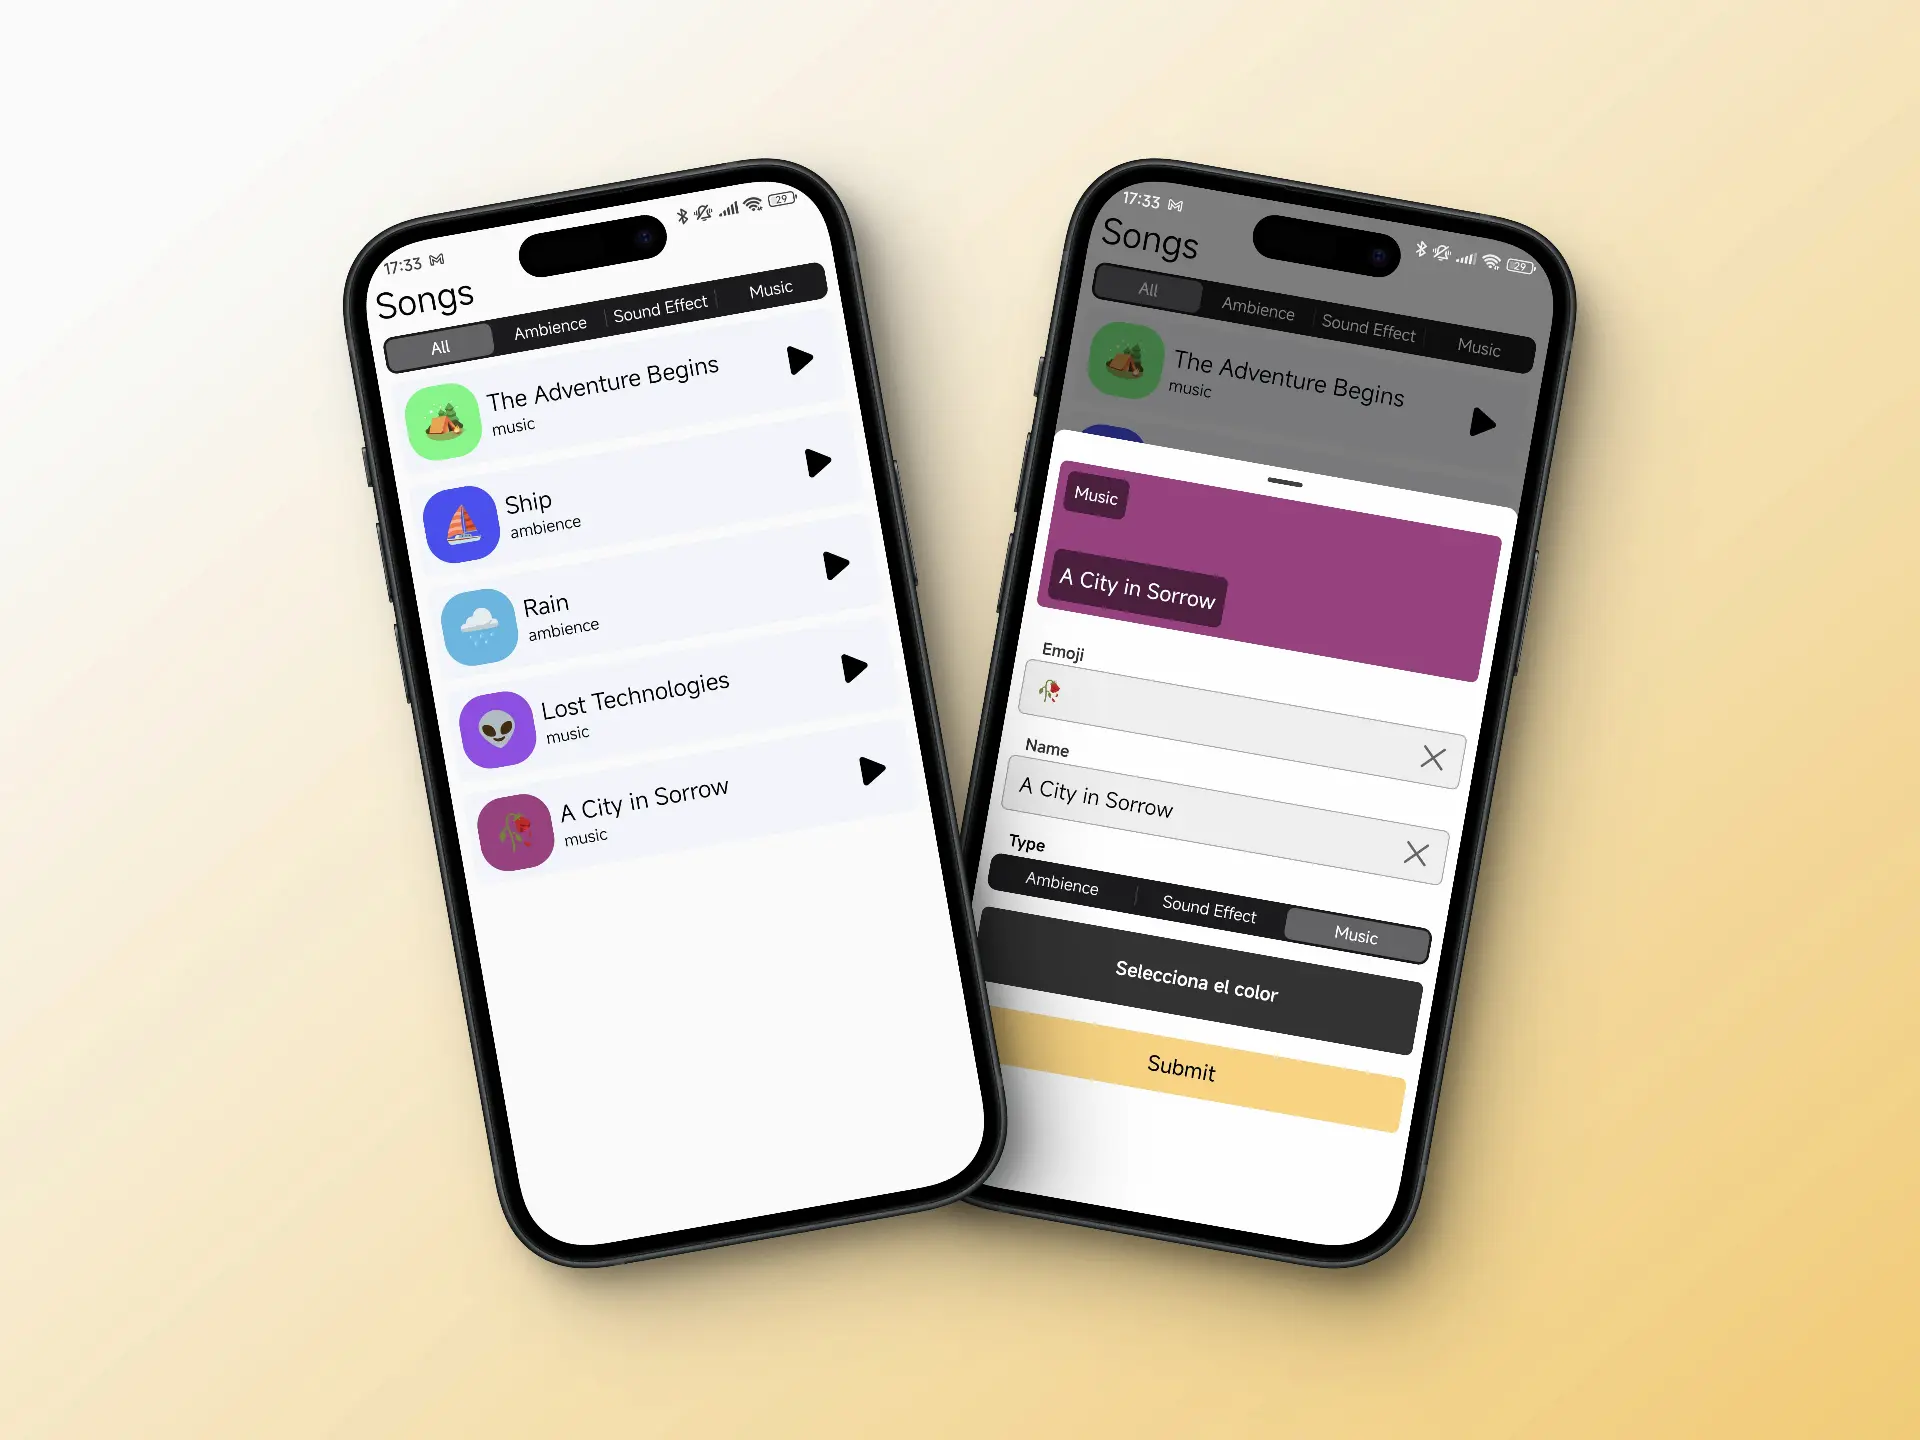 17:33
29
Songs
All
Ambience
Sound Effect
Music
The Adventure Begins
music
Ship
ambience
Rain
ambience
Lost Technologies
music
A City in Sorrow
music
17:33
29
Songs
All
Ambience
Sound Effect
Music
The Adventure Begins
music
Music
A City in Sorrow
Emoji
Name
A City in Sorrow
Type
Ambience
Sound Effect
Music
Selecciona el color
Submit